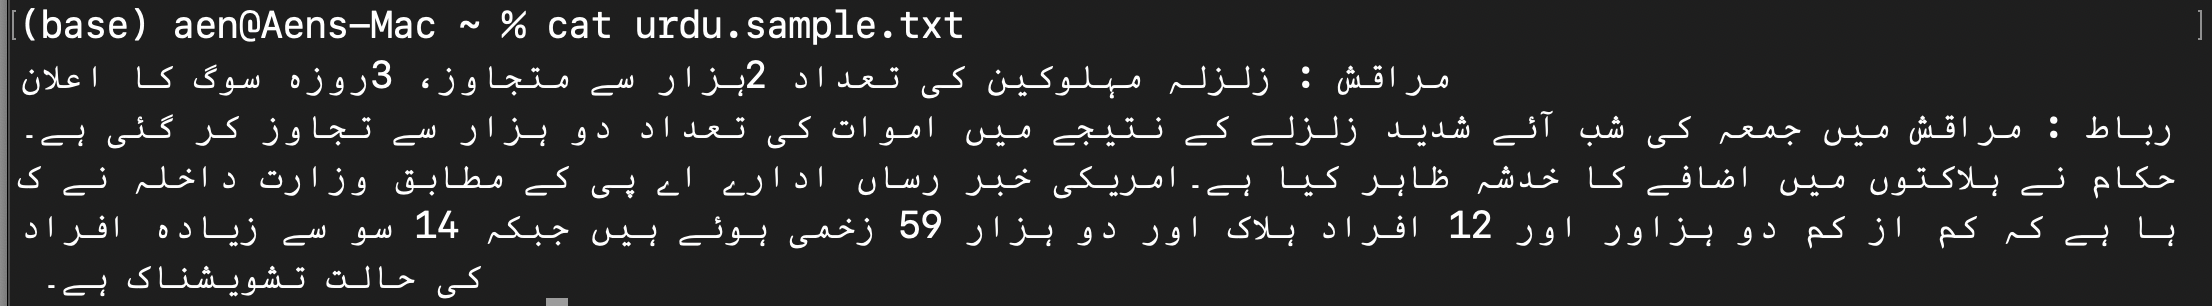 (base) aen@Aens-Mac ~ % cat urdu.sample.txt
مراقش : زلزلہ مہلوکین کی تعداد 2ہزار سے متجاوز، 3روزہ سوگ کا اعلان
رباط : مراقش میں جمعہ کی شب آئے شدید زلزلے کے نتیجے میں اموات کی تعداد دو ہزار سے تجاوز کر گئی ہے۔
حکام نے ہلاکتوں میں اضافے کا خدشہ ظاہر کیا ہے۔امریکی خبر رساں ادارے اے پی کے مطابق وزارت داخلہ نے ک
ہا ہے کہ کم از کم دو ہزاور اور 12 افراد ہلاک اور دو ہزار 59 زخمی ہوئے ہیں جبکہ 14 سو سے زیادہ افراد
کی حالت تشویشناک ہے۔